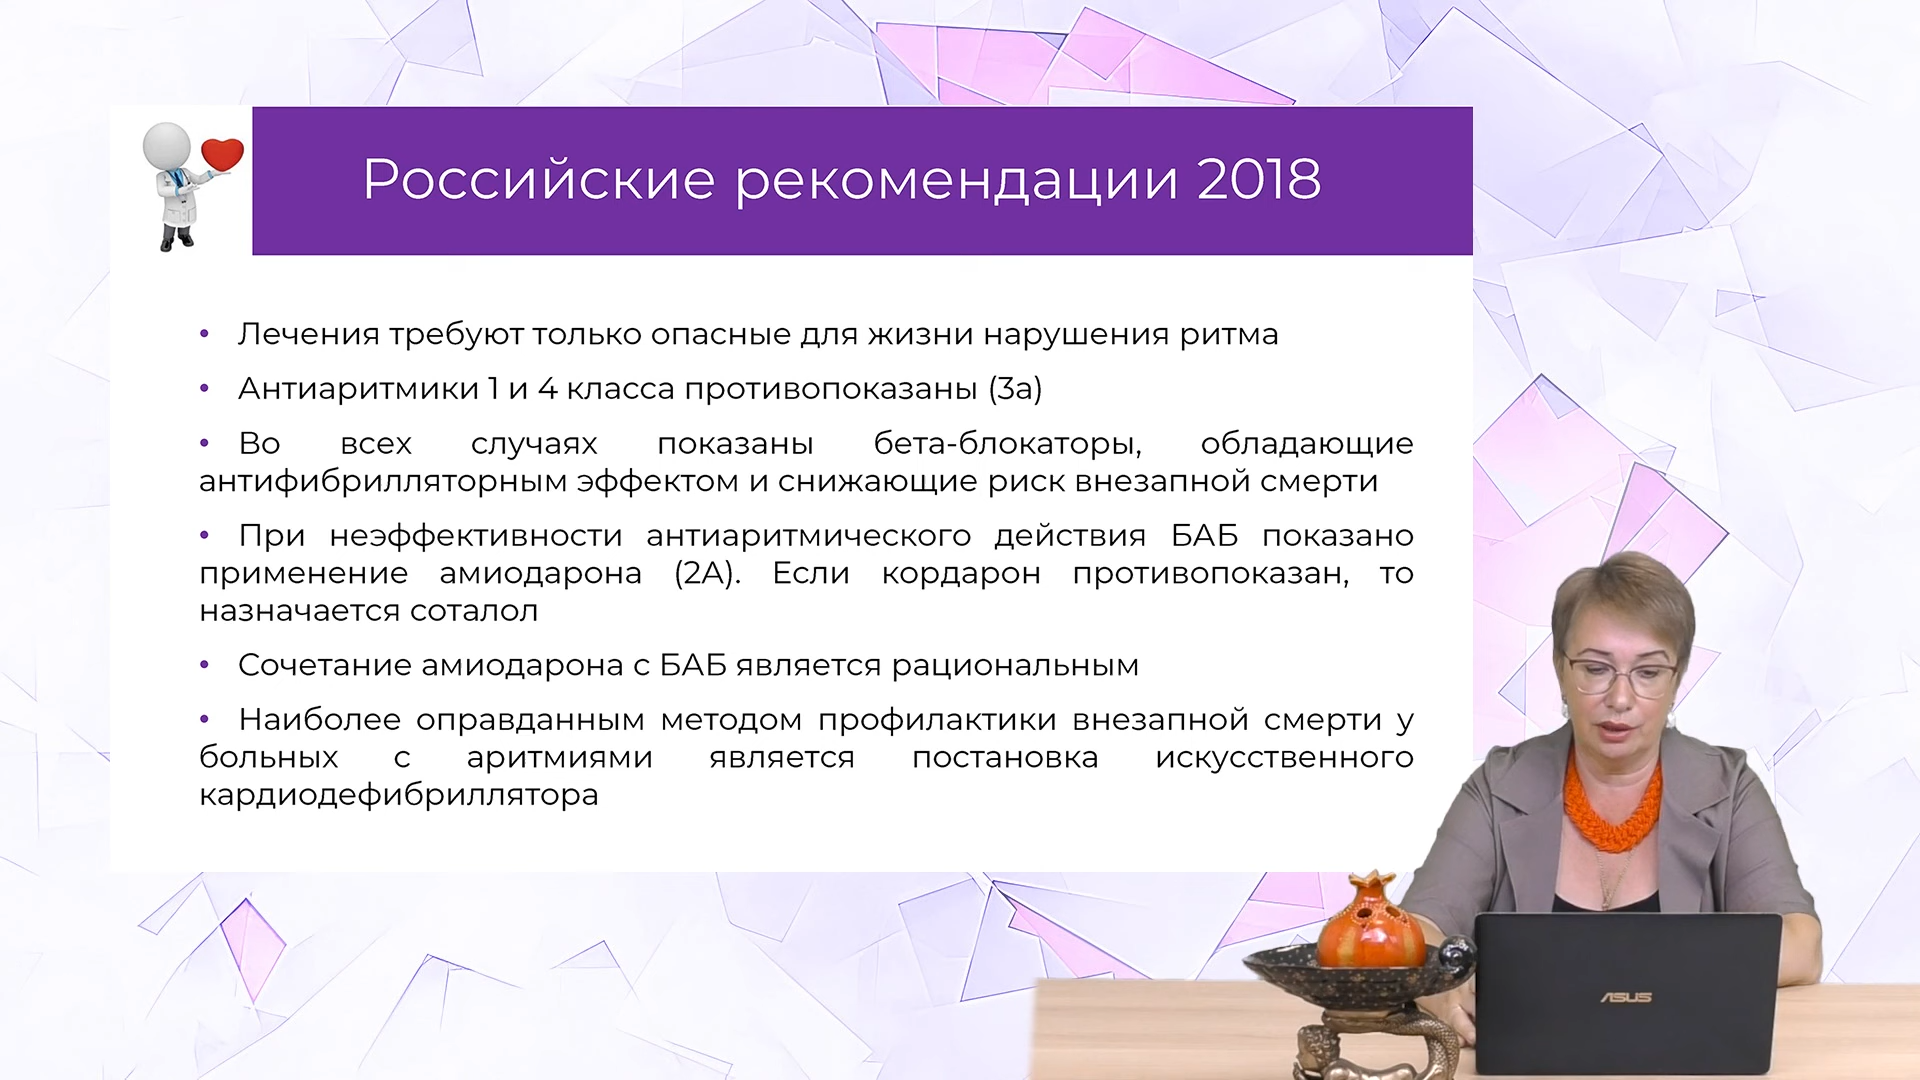 Российские рекомендации 2018
• Лечения требуют только опасные для жизни нарушения ритма
• Антиаритмики 1 и 4 класса противопоказаны (3а)
• Во всех случаях показаны бета-блокаторы, обладающие
антифибрилляторным эффектом и снижающие риск внезапной смерти
• При неэффективности антиаритмического действия БАБ показано
применение амиодарона (2А). Если кордарон противопоказан, то
назначается соталол
• Сочетание амиодарона с БАБ является рациональным
• Наиболее оправданным методом профилактики внезапной смерти у
больных с аритмиями является постановка искусственного
кардиодефибриллятора
ASUS